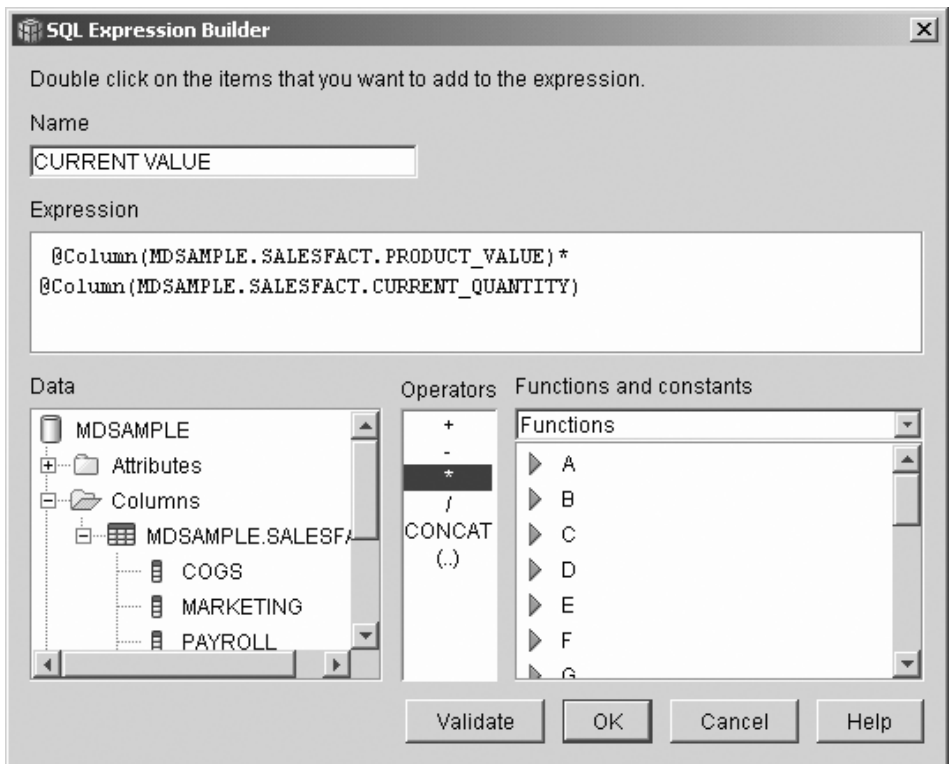 SQL Expression Builder
Double click on the items that you want to add to the expression.
Name
CURRENT VALUE
Expression
@Column(MDSAMPLE.SALESFACT.PRODUCT_VALUE)*
@Column(MDSAMPLE.SALESFACT.CURRENT_QUANTITY)
Data
MDSAMPLE
Attributes
Columns
MDSAMPLE.SALESFA
COGS
MARKETING
PAYROLL
Operators
+
-
*
/
CONCAT
(..)
Functions and constants
Functions
A
B
C
D
E
F
G
Validate
OK
Cancel
Help